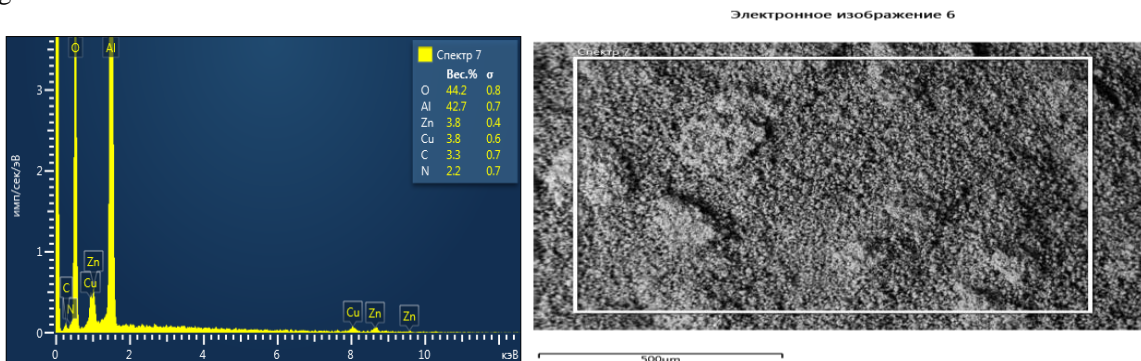 Электронное изображение 6
O Al
Спектр 7
Вес.% σ
O 44.2 0.8
Al 42.7 0.7
Zn 3.8 0.4
Cu 3.8 0.6
C 3.3 0.7
N 2.2 0.7
имп/сек/эВ
3
2
1
0
Zn
C Cu
N
Cu Zn Zn
0 2 4 6 8 10 кэВ
Спектр 7
500µm